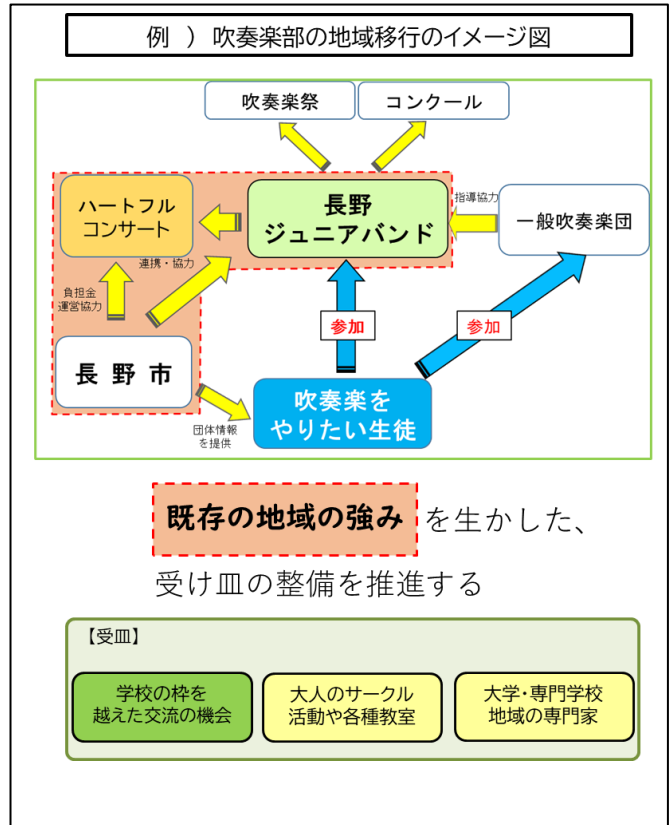 例 ） 吹奏楽部の地域移行のイメージ図
吹奏楽祭
コンクール
ハートフル
コンサート
長野
ジュニアバンド
指導協力
一般吹奏楽団
連携・協力
負担金
運営協力
参加
参加
長 野 市
吹奏楽を
やりたい生徒
団体情報
を提供
既存の地域の強み を生かした、
受け皿の整備を推進する
【受皿】
学校の枠を
越えた交流の機会
大人のサークル
活動や各種教室
大学・専門学校
地域の専門家